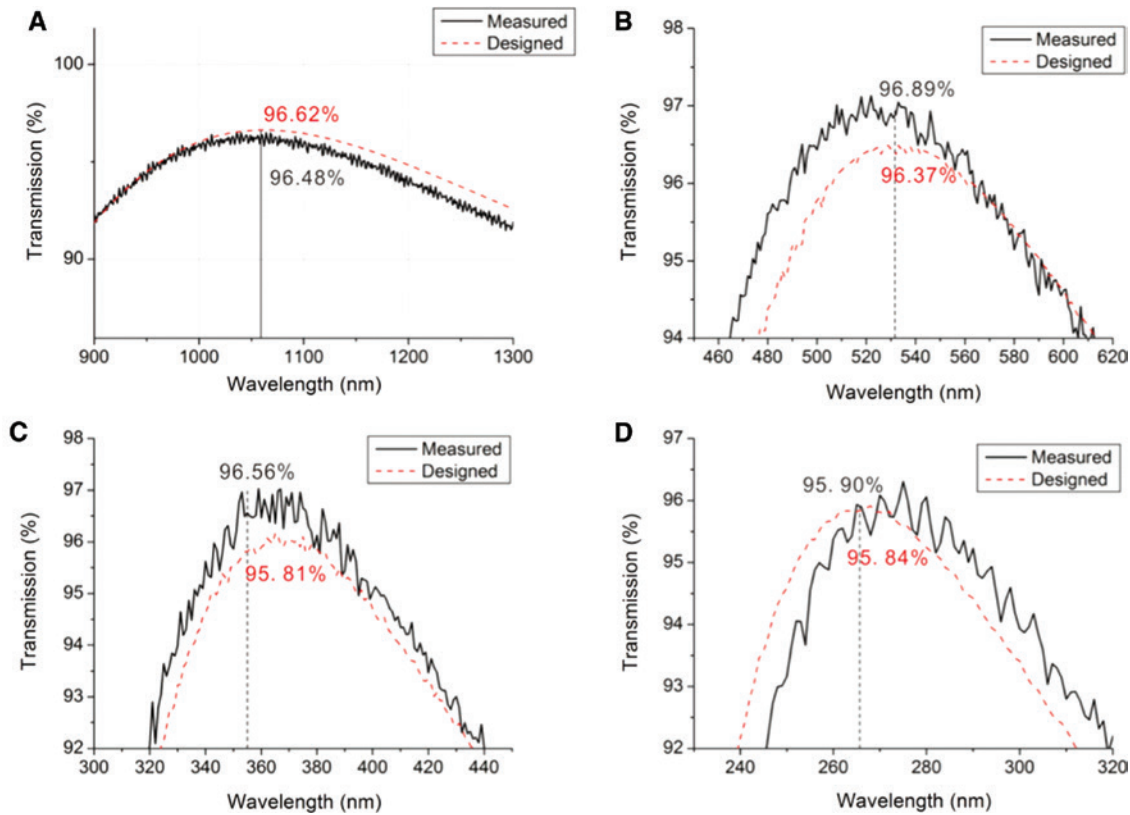 A
Measured
Designed
100
90
96.62%
96.48%
900 1000 1100 1200 1300
Transmission (%)
Wavelength (nm)
B
Measured
Designed
98
97
96
95
94
96.89%
96.37%
460 480 500 520 540 560 580 600 620
Transmission (%)
Wavelength (nm)
C
Measured
Designed
98
97
96
95
94
93
92
96.56%
95. 81%
300 320 340 360 380 400 420 440
Transmission (%)
Wavelength (nm)
D
Measured
Designed
97
96
95
94
93
92
95. 90%
95. 84%
240 260 280 300 320
Transmission (%)
Wavelength (nm)